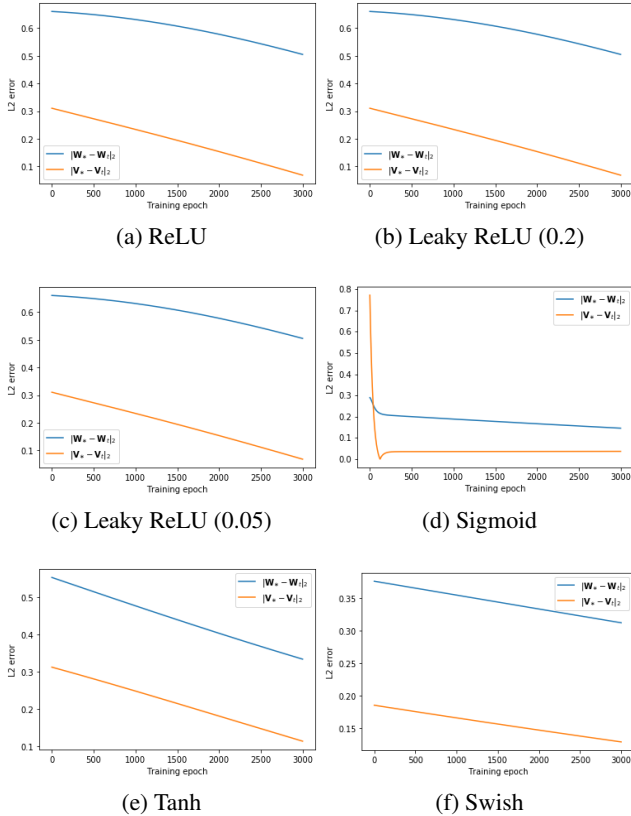 0.6
0.5
0.4
0.3
0.2
0.1
L2 error
|W∗ − Wₜ|₂
|V∗ − Vₜ|₂
0 500 1000 1500 2000 2500 3000
Training epoch
(a) ReLU
0.6
0.5
0.4
0.3
0.2
0.1
L2 error
|W∗ − Wₜ|₂
|V∗ − Vₜ|₂
0 500 1000 1500 2000 2500 3000
Training epoch
(b) Leaky ReLU (0.2)
0.6
0.5
0.4
0.3
0.2
0.1
L2 error
|W∗ − Wₜ|₂
|V∗ − Vₜ|₂
0 500 1000 1500 2000 2500 3000
Training epoch
(c) Leaky ReLU (0.05)
0.8
0.7
0.6
0.5
0.4
0.3
0.2
0.1
0.0
L2 error
|W∗ − Wₜ|₂
|V∗ − Vₜ|₂
0 500 1000 1500 2000 2500 3000
Training epoch
(d) Sigmoid
0.5
0.4
0.3
0.2
0.1
L2 error
|W∗ − Wₜ|₂
|V∗ − Vₜ|₂
0 500 1000 1500 2000 2500 3000
Training epoch
(e) Tanh
0.35
0.30
0.25
0.20
0.15
L2 error
|W∗ − Wₜ|₂
|V∗ − Vₜ|₂
0 500 1000 1500 2000 2500 3000
Training epoch
(f) Swish